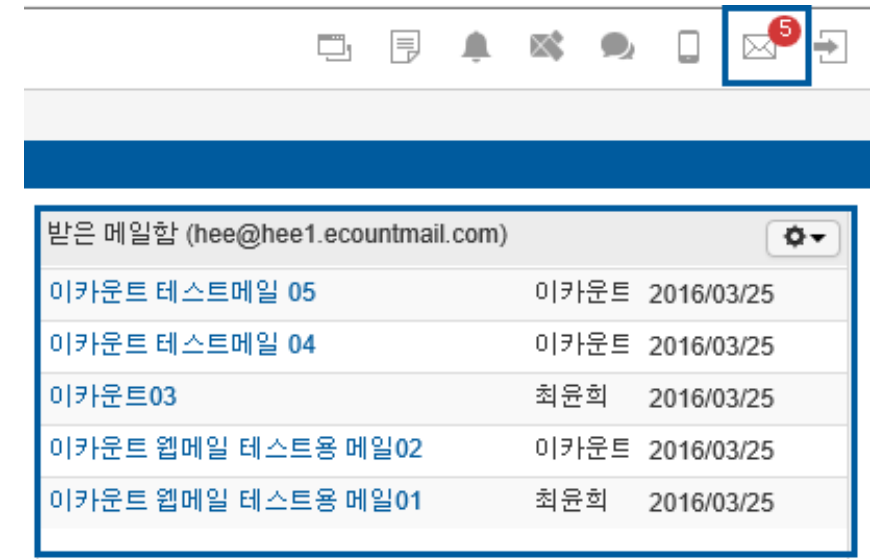 5
받은 메일함 (hee@hee1.ecountmail.com)
이카운트 테스트메일 05 이카운트 2016/03/25
이카운트 테스트메일 04 이카운트 2016/03/25
이카운트03 최윤희 2016/03/25
이카운트 웹메일 테스트용 메일02 이카운트 2016/03/25
이카운트 웹메일 테스트용 메일01 최윤희 2016/03/25